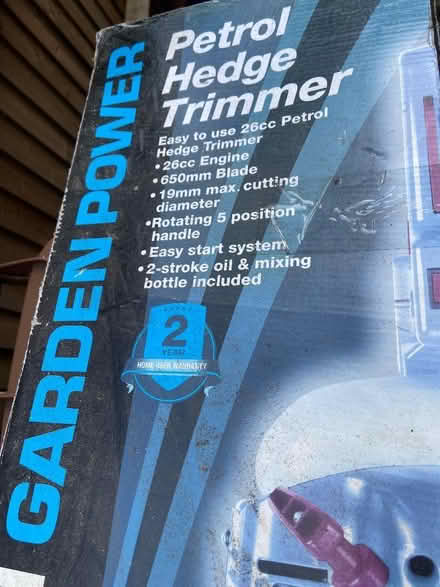 GARDEN POWER
Petrol
Hedge
Trimmer
Easy to use 26cc Petrol
Hedge Trimmer
• 26cc Engine
• 650mm Blade
• 19mm max. cutting
diameter
• Rotating 5 position
handle
• Easy start system
• 2-stroke oil & mixing
bottle included
2
YEAR
HOME USER WARRANTY